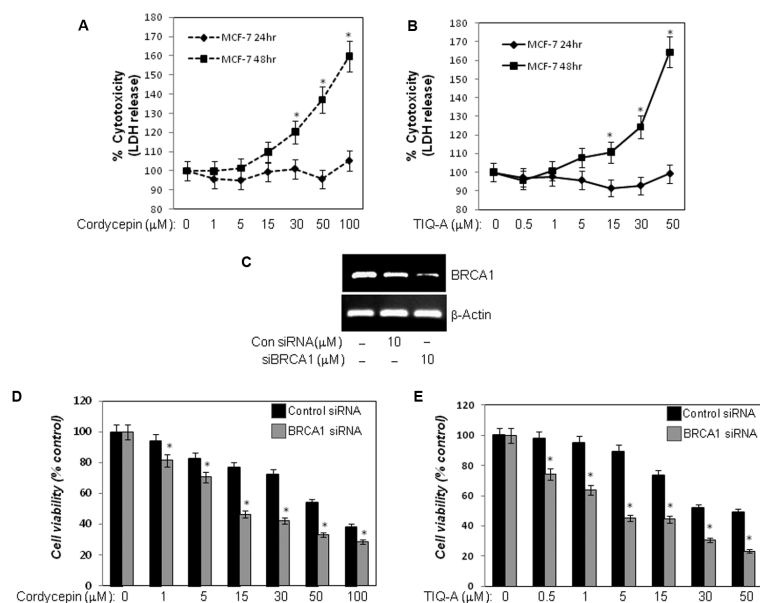 A
180
170
160
150
140
130
120
110
100
90
80
% Cytotoxicity
(LDH release)
MCF-7 24hr
MCF-7 48hr
*
*
*
Cordycepin (μM): 0 1 5 15 30 50 100
B
180
170
160
150
140
130
120
110
100
90
80
% Cytotoxicity
(LDH release)
MCF-7 24hr
MCF-7 48hr
*
*
*
TIQ-A (μM): 0 0.5 1 5 15 30 50
C
BRCA1
β-Actin
Con siRNA(μM) – 10 –
siBRCA1 (μM) – – 10
D
120
100
80
60
40
20
0
Cell viability (% control)
Control siRNA
BRCA1 siRNA
* * * * * *
Cordycepin (μM): 0 1 5 15 30 50 100
E
120
100
80
60
40
20
0
Cell viability (% control)
Control siRNA
BRCA1 siRNA
* * * * * *
TIQ-A (μM): 0 0.5 1 5 15 30 50